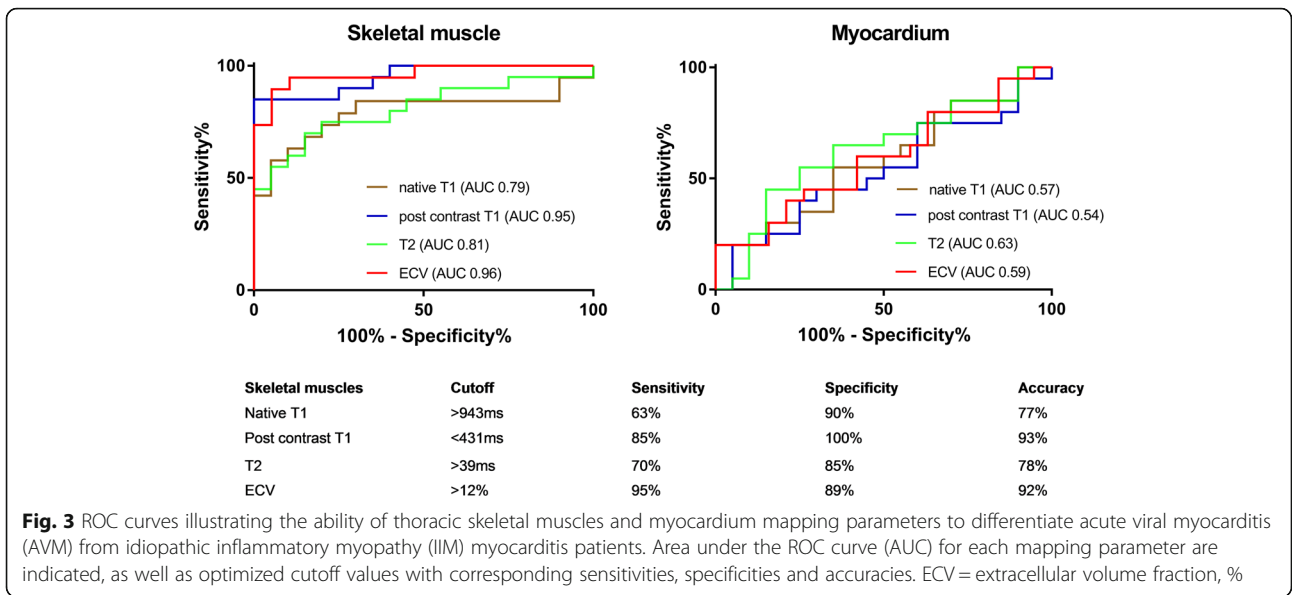 Skeletal muscle
100
50
0
Sensitivity%
native T1 (AUC 0.79)
post contrast T1 (AUC 0.95)
T2 (AUC 0.81)
ECV (AUC 0.96)
0 50 100
100% - Specificity%
Myocardium
100
50
0
Sensitivity%
native T1 (AUC 0.57)
post contrast T1 (AUC 0.54)
T2 (AUC 0.63)
ECV (AUC 0.59)
0 50 100
100% - Specificity%
Skeletal muscles Cutoff Sensitivity Specificity Accuracy
Native T1 >943ms 63% 90% 77%
Post contrast T1 <431ms 85% 100% 93%
T2 >39ms 70% 85% 78%
ECV >12% 95% 89% 92%
Fig. 3 ROC curves illustrating the ability of thoracic skeletal muscles and myocardium mapping parameters to differentiate acute viral myocarditis
(AVM) from idiopathic inflammatory myopathy (IIM) myocarditis patients. Area under the ROC curve (AUC) for each mapping parameter are
indicated, as well as optimized cutoff values with corresponding sensitivities, specificities and accuracies. ECV = extracellular volume fraction, %